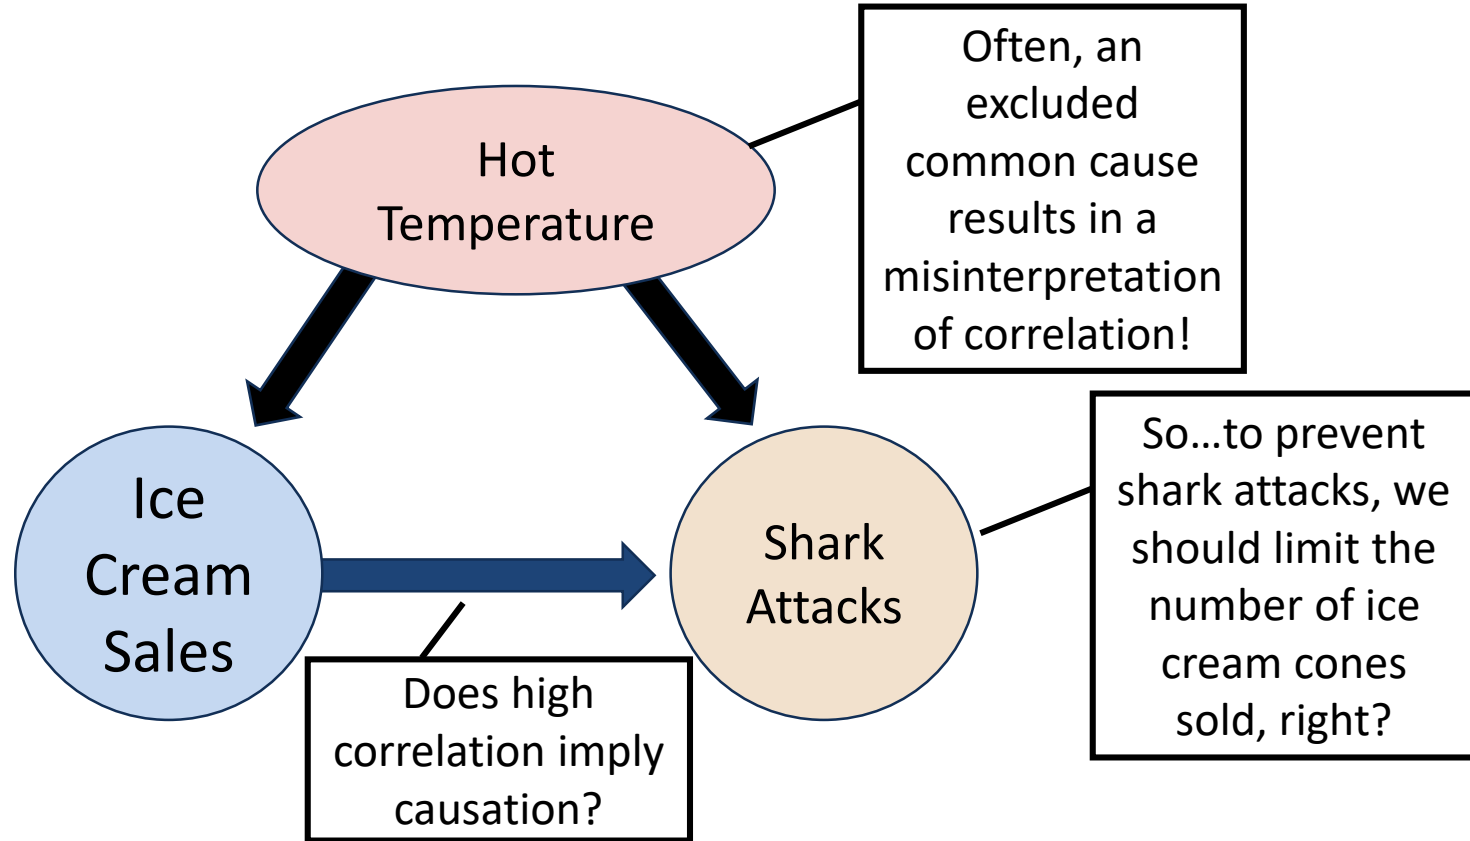 Often, an
excluded
common cause
results in a
misinterpretation
of correlation!
Hot
Temperature
Ice
Cream
Sales
Shark
Attacks
So...to prevent
shark attacks, we
should limit the
number of ice
cream cones
sold, right?
Does high
correlation imply
causation?